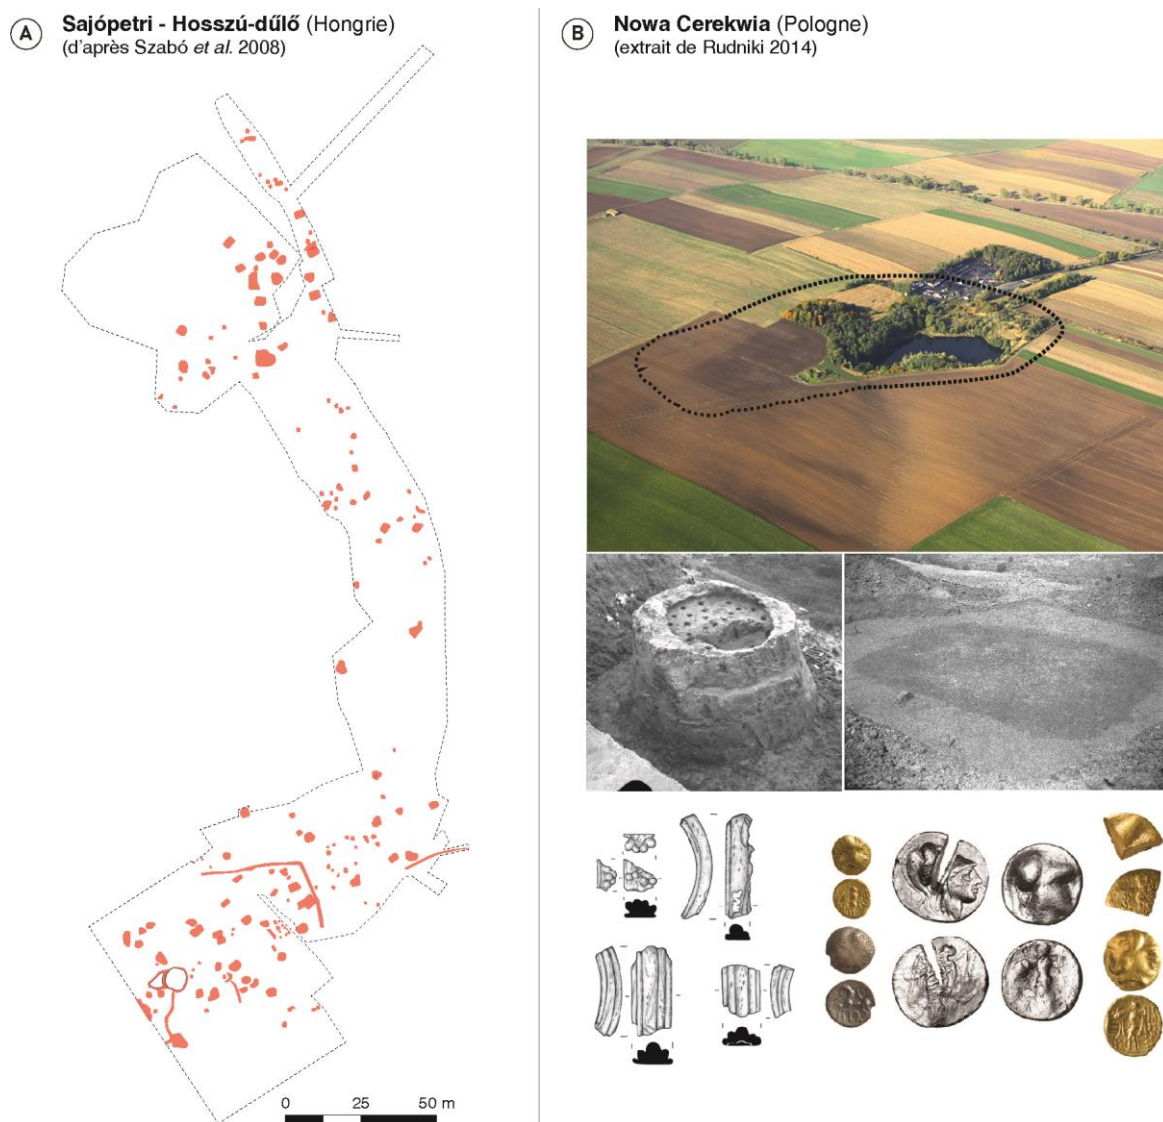 A
Sajópetri - Hosszú-dűlő (Hongrie)
(d'après Szabó et al. 2008)
0 25 50 m
B
Nowa Cerekwia (Pologne)
(extrait de Rudniki 2014)